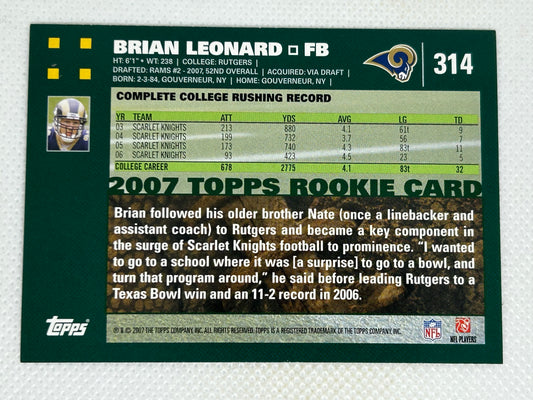 BRIAN LEONARD □ FB
314
HT: 6'1" • WT: 238 | COLLEGE: RUTGERS |
DRAFTED: RAMS #2 - 2007, 52ND OVERALL | ACQUIRED: VIA DRAFT |
BORN: 2-3-84, GOUVERNEUR, NY | HOME: GOUVERNEUR, NY |
COMPLETE COLLEGE RUSHING RECORD
YR TEAM ATT YDS AVG LG TD
03 SCARLET KNIGHTS 213 880 4.1 61t 9
04 SCARLET KNIGHTS 199 732 3.7 56 7
05 SCARLET KNIGHTS 173 740 4.3 83t 11
06 SCARLET KNIGHTS 93 423 4.5 23 5
COLLEGE CAREER 678 2775 4.1 83t 32
2007 TOPPS ROOKIE CARD
Brian followed his older brother Nate (once a linebacker and
assistant coach) to Rutgers and became a key component in
the surge of Scarlet Knights football to prominence. "I wanted
to go to a school where it was [a surprise] to go to a bowl, and
turn that program around," he said before leading Rutgers to a
Texas Bowl win and an 11-2 record in 2006.
Topps
® & © 2007 THE TOPPS COMPANY, INC. ALL RIGHTS RESERVED. TOPPS IS A REGISTERED TRADEMARK OF THE TOPPS COMPANY, INC.
NFL
NFL PLAYERS